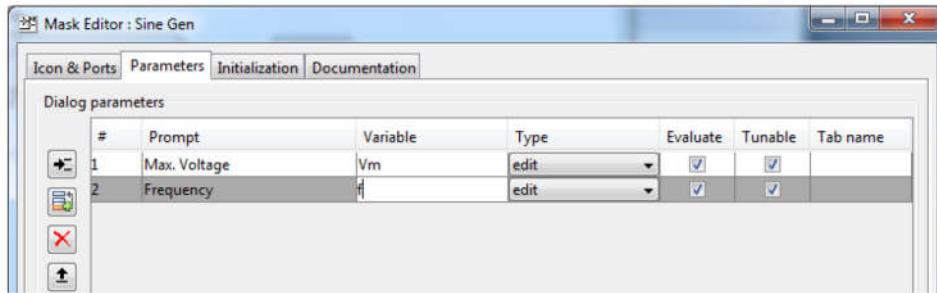 Mask Editor : Sine Gen
Icon & Ports Parameters Initialization Documentation
Dialog parameters
# Prompt Variable Type Evaluate Tunable Tab name
1 Max. Voltage Vm edit
2 Frequency f edit